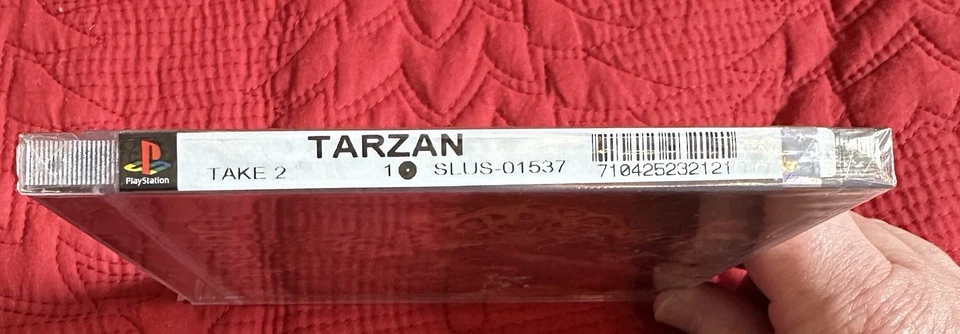 TARZAN
PlayStation
TAKE 2 1 SLUS-01537
710425232121